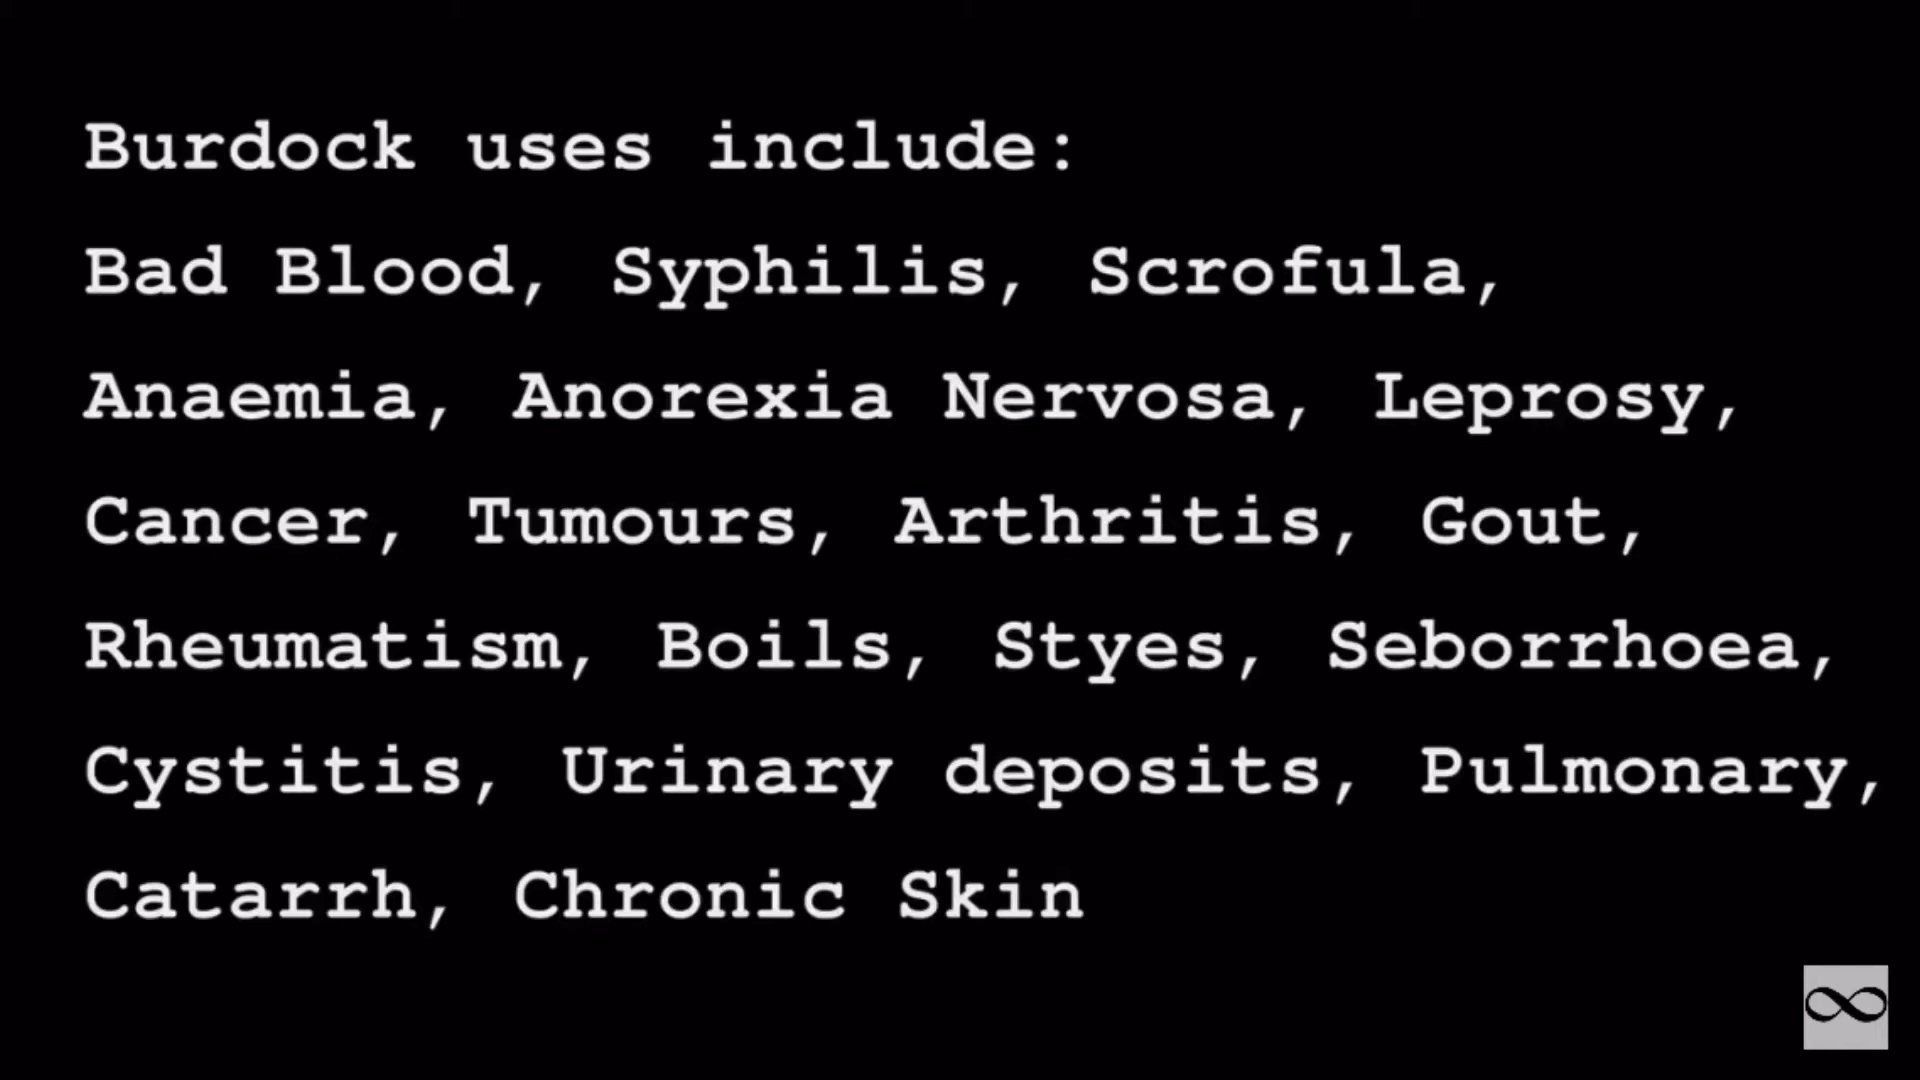 Burdock uses include:
Bad Blood, Syphilis, Scrofula,
Anaemia, Anorexia Nervosa, Leprosy,
Cancer, Tumours, Arthritis, Gout,
Rheumatism, Boils, Styes, Seborrhoea,
Cystitis, Urinary deposits, Pulmonary,
Catarrh, Chronic Skin